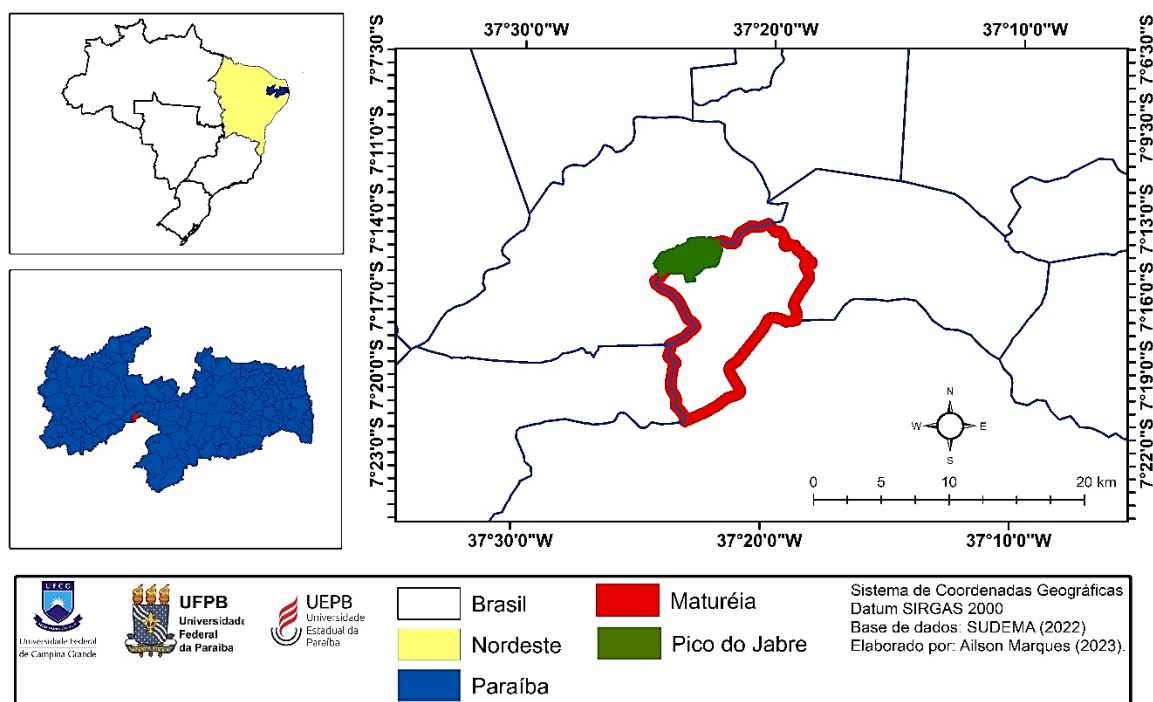 37°30'0"W 37°20'0"W 37°10'0"W
7°7'30"S
7°11'0"S
7°14'0"S
7°17'0"S
7°20'0"S
7°23'0"S
7°6'30"S
7°9'30"S
7°13'0"S
7°16'0"S
7°19'0"S
7°22'0"S
N
W E
S
0 5 10 20 km
37°30'0"W 37°20'0"W 37°10'0"W
UFCG
Universidade Federal
de Campina Grande
UFPB
Universidade
Federal
da Paraíba
UEPB
Universidade
Estadual da
Paraíba
Brasil
Nordeste
Paraíba
Maturéia
Pico do Jabre
Sistema de Coordenadas Geográficas
Datum SIRGAS 2000
Base de dados: SUDEMA (2022)
Elaborado por: Ailson Marques (2023).